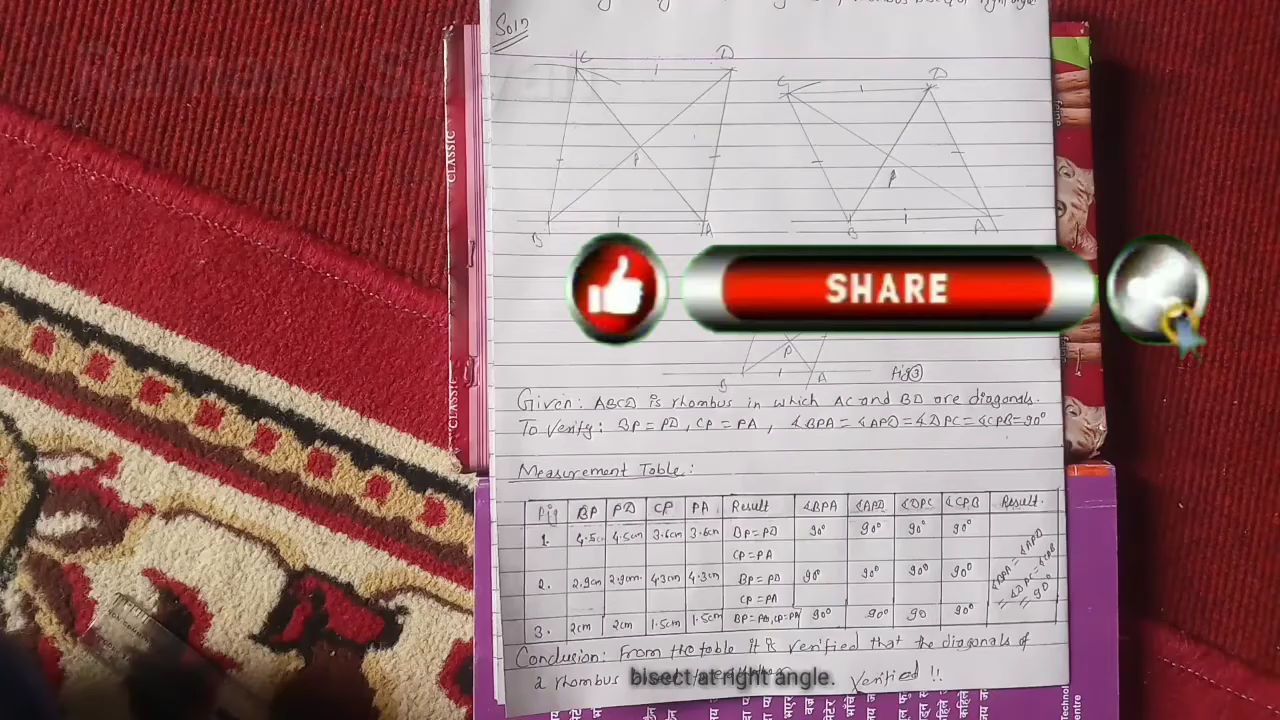 Soln
C D
P
B A
C D
P
B A
SHARE
P
B A
fig ③
Given: ABCD is rhombus in which AC and BD are diagonals.
To Verify: BP = PD, CP = PA, ∠BPA = ∠APD = ∠DPC = ∠CPB = 90°
Measurement Table:
Fig BP PD CP PA Result ∠BPA ∠APD ∠DPC ∠CPB Result.
1. 4.5c 4.5cm 3.6cm 3.6cm BP = PD 90° 90° 90° 90°
CP = PA
2. 2.9cm 2.9cm. 4.3cm 4.3cm BP = PD 90° 90° 90° 90°
CP = PA
3. 2cm 2cm 1.5cm 1.5cm BP = PD, CP = PA 90° 90° 90 90°
∠BPA = ∠APD
= ∠DPC = ∠CPB
= 90°
Conclusion: From the table it is verified that the diagonals of
a rhombus
bisect at right angle.
Verified !!
CLASSIC
CLASSIC